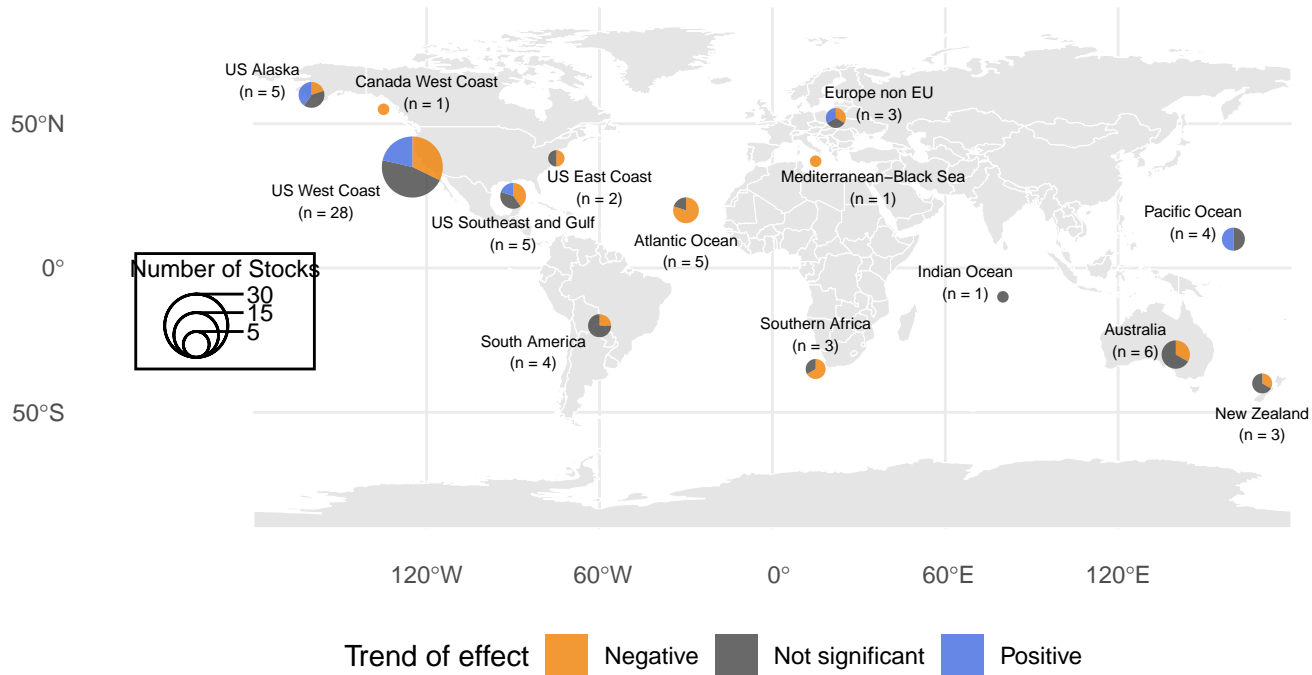 US Alaska
(n = 5)
Canada West Coast
(n = 1)
Europe non EU
(n = 3)
50°N
US East Coast
(n = 2)
Mediterranean−Black Sea
(n = 1)
US West Coast
(n = 28)
US Southeast and Gulf
(n = 5)
Atlantic Ocean
(n = 5)
Pacific Ocean
(n = 4)
0°
Number of Stocks
30
15
5
Indian Ocean
(n = 1)
South America
(n = 4)
Southern Africa
(n = 3)
Australia
(n = 6)
50°S
New Zealand
(n = 3)
120°W
60°W
0°
60°E
120°E
Trend of effect
Negative
Not significant
Positive